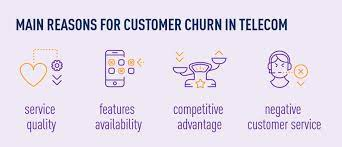 MAIN REASONS FOR CUSTOMER CHURN IN TELECOM
service
quality
features
availability
competitive
advantage
negative
customer service